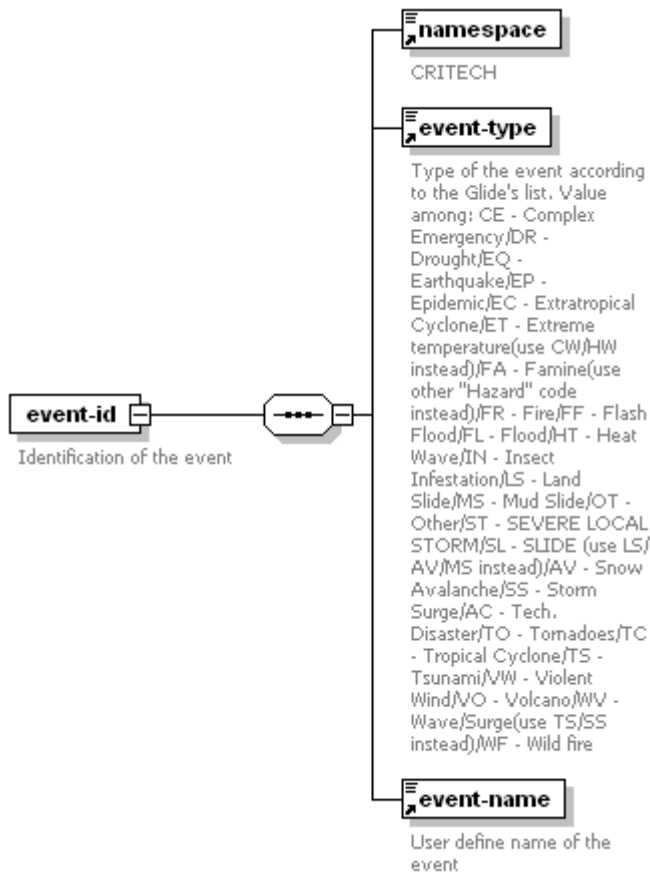 namespace
CRITECH
event-type
Type of the event according
to the Glide's list. Value
among: CE - Complex
Emergency/DR -
Drought/EQ -
Earthquake/EP -
Epidemic/EC - Extratropical
Cyclone/ET - Extreme
temperature(use CW/HW
instead)/FA - Famine(use
other "Hazard" code
instead)/FR - Fire/FF - Flash
Flood/FL - Flood/HT - Heat
Wave/IN - Insect
Infestation/LS - Land
Slide/MS - Mud Slide/OT -
Other/ST - SEVERE LOCAL
STORM/SL - SLIDE (use LS/
AV/MS instead)/AV - Snow
Avalanche/SS - Storm
Surge/AC - Tech.
Disaster/TO - Tornadoes/TC
- Tropical Cyclone/TS -
Tsunami/VW - Violent
Wind/VO - Volcano/WV -
Wave/Surge(use TS/SS
instead)/WF - Wild fire
event-id
Identification of the event
event-name
User define name of the
event